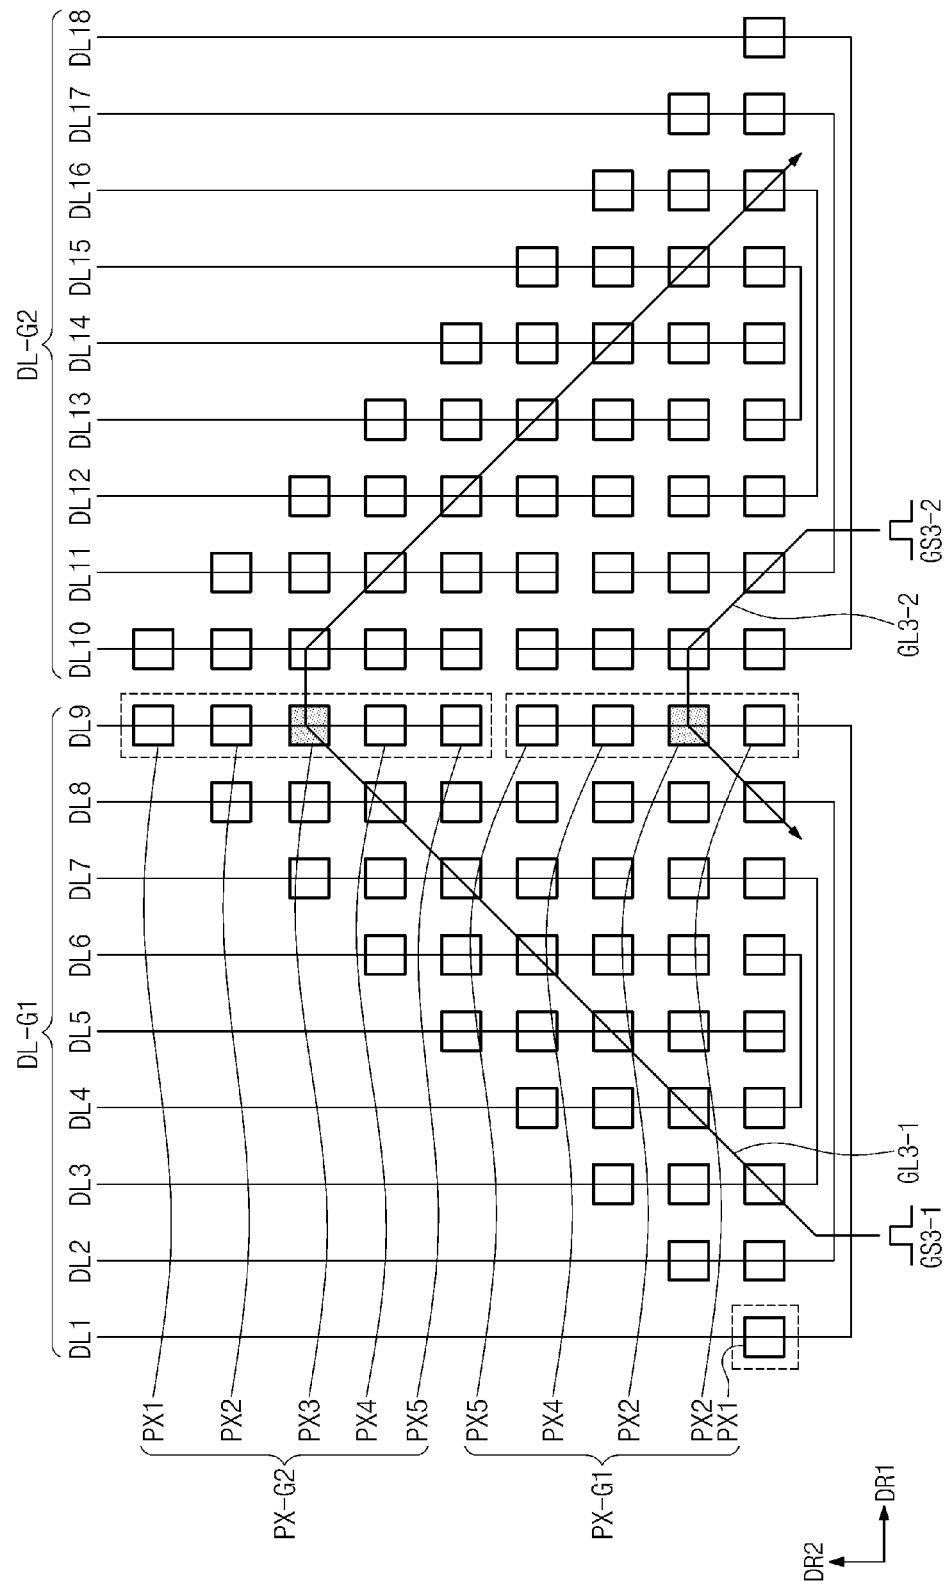 DL-G1
DL-G2
DL1
DL2
DL3
DL4
DL5
DL6
DL7
DL8
DL9
DL10
DL11
DL12
DL13
DL14
DL15
DL16
DL17
DL18
PX1
PX2
PX3
PX4
PX5
PX5
PX4
PX2
PX2
PX1
PX-G2
PX-G1
GL3-1
GS3-1
GL3-2
GS3-2
DR2
DR1